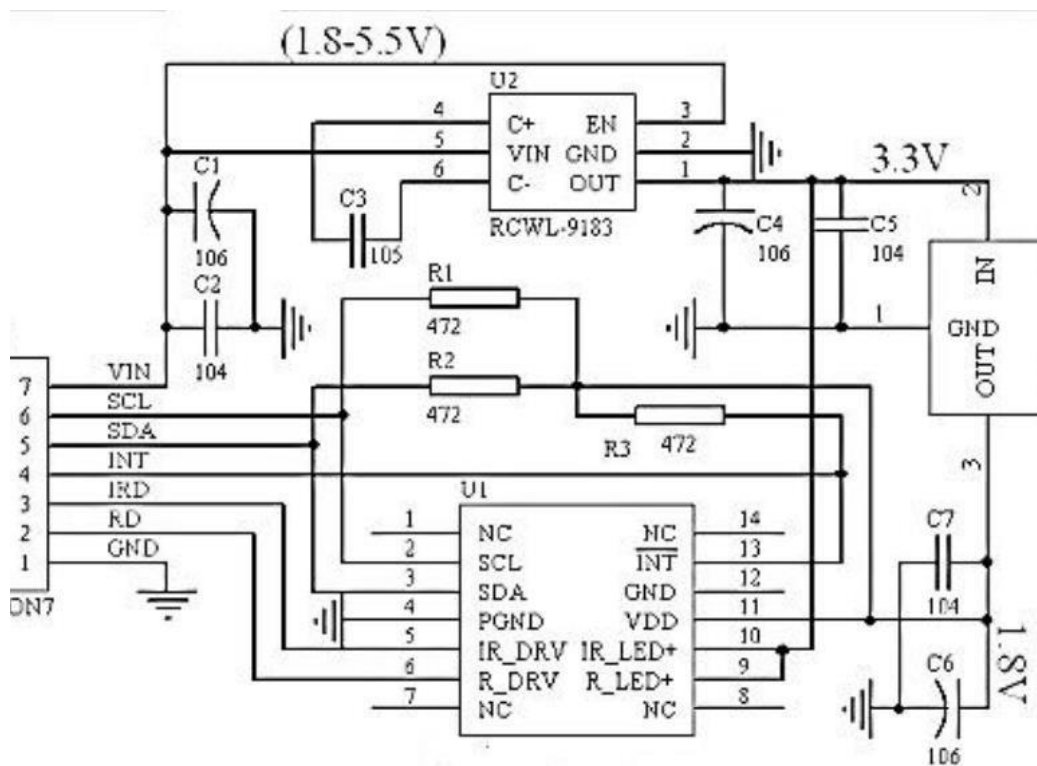 (1.8-5.5V)
U2
4 C+ EN 3
5 VIN GND 2
6 C- OUT 1
RCWL-9183
3.3V
C1
106
C2
104
C3
105
C4
106
C5
104
2
IN
1 GND
OUT
3
R1
472
R2
472
R3 472
7 VIN
6 SCL
5 SDA
4 INT
3 IRD
2 RD
1 GND
ON7
U1
1 NC NC 14
2 SCL INT 13
3 SDA GND 12
4 PGND VDD 11
5 IR_DRV IR_LED+ 10
6 R_DRV R_LED+ 9
7 NC NC 8
C7
104
1.8V
C6
106